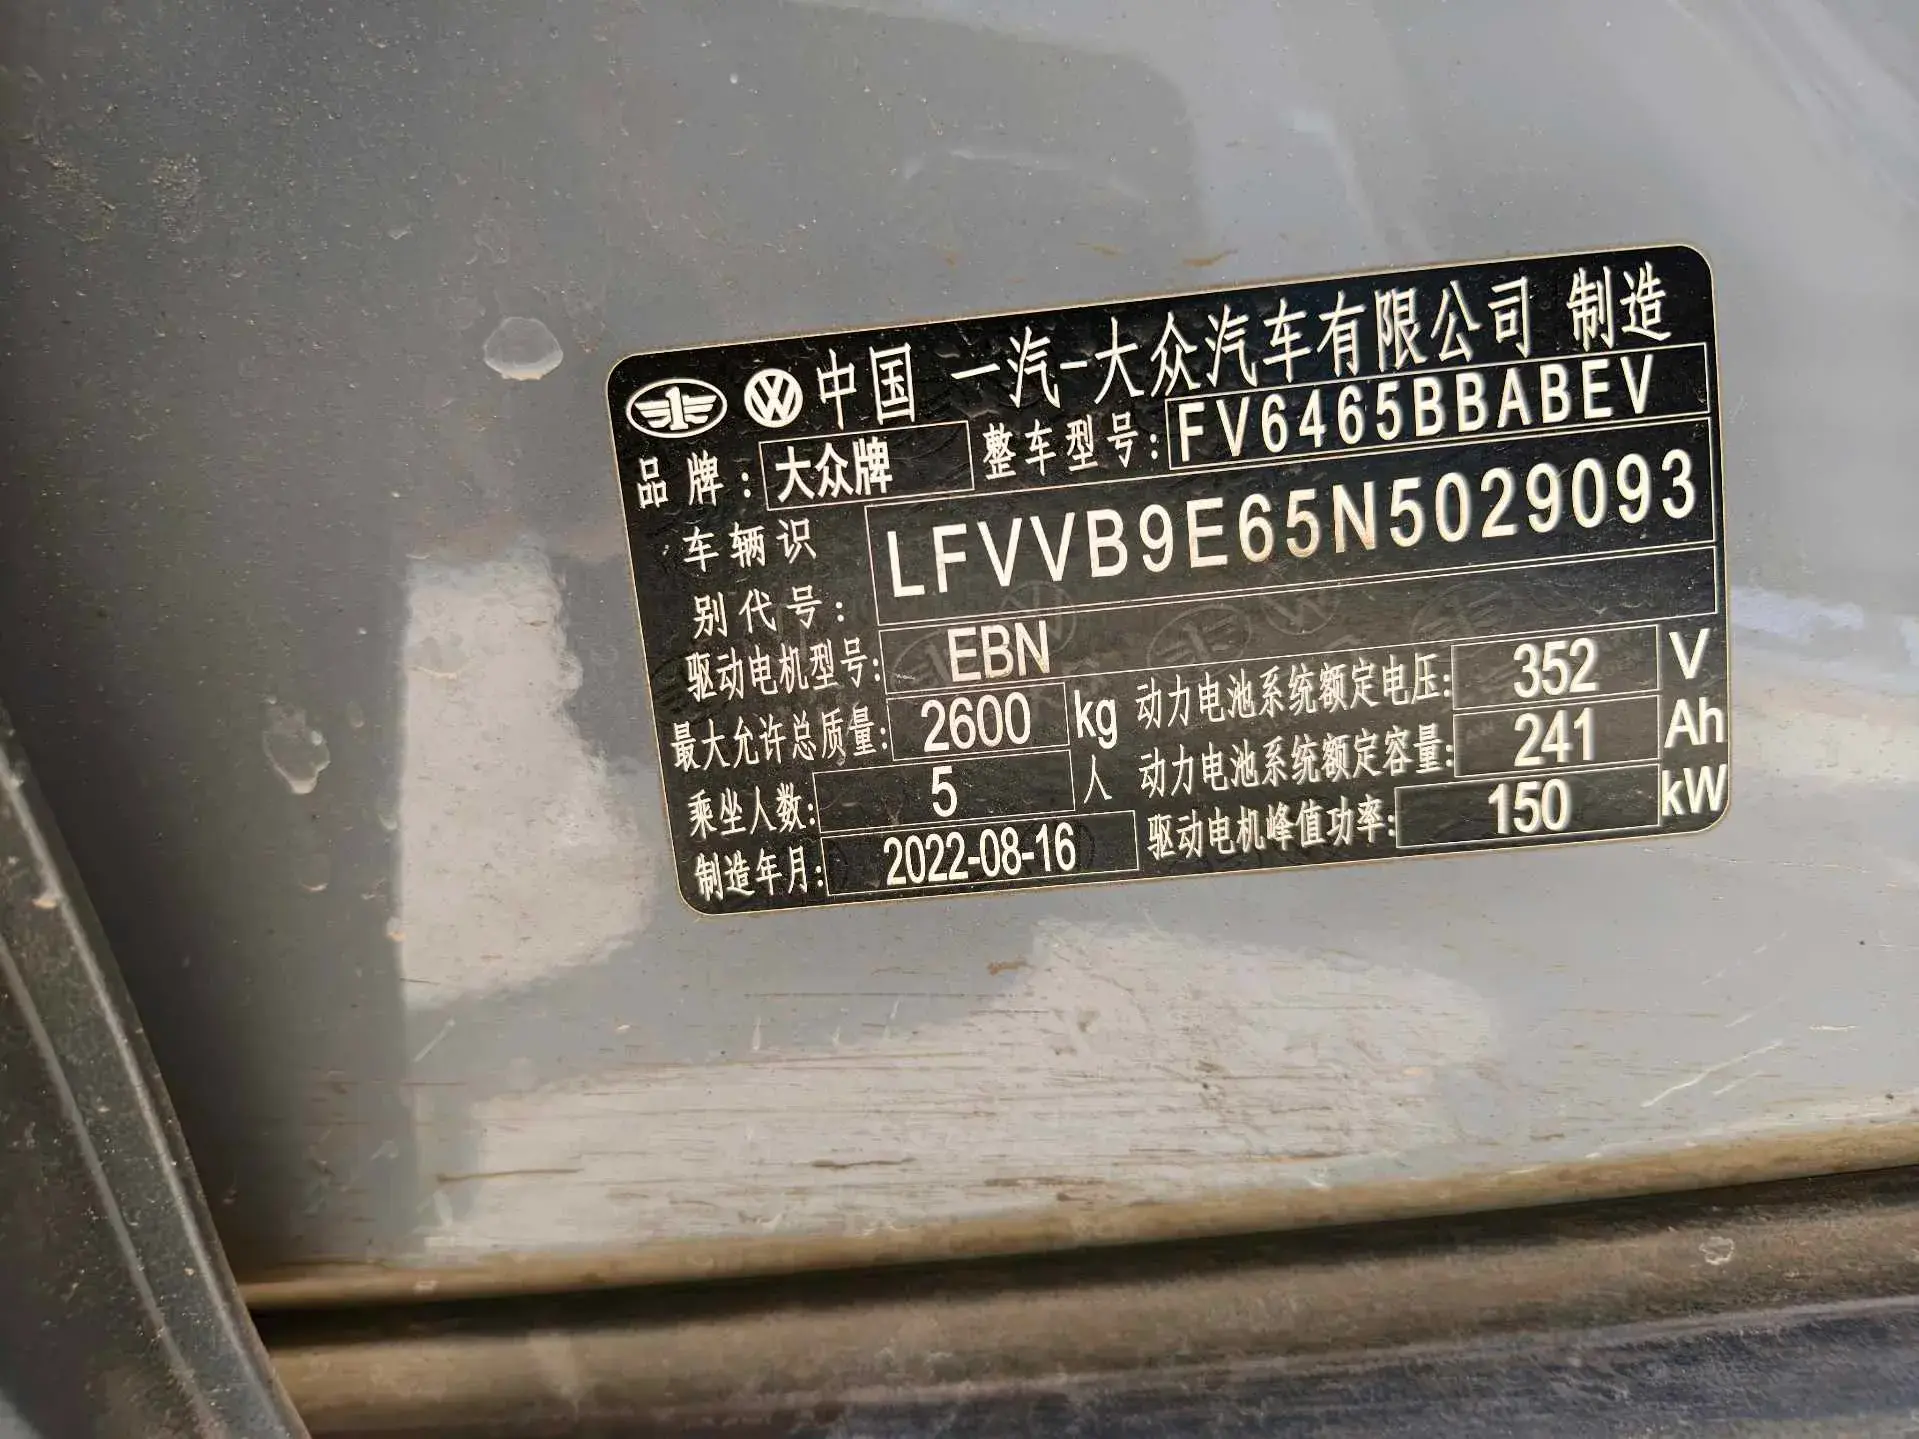 中国 一汽-大众汽车有限公司 制造
品牌: 大众牌 整车型号: FV6465BBABEV
车辆识别代号: LFVVB9E65N5029093
驱动电机型号: EBN
最大允许总质量: 2600 kg 动力电池系统额定电压: 352 V
乘坐人数: 5 人 动力电池系统额定容量: 241 Ah
制造年月: 2022-08-16 驱动电机峰值功率: 150 kW